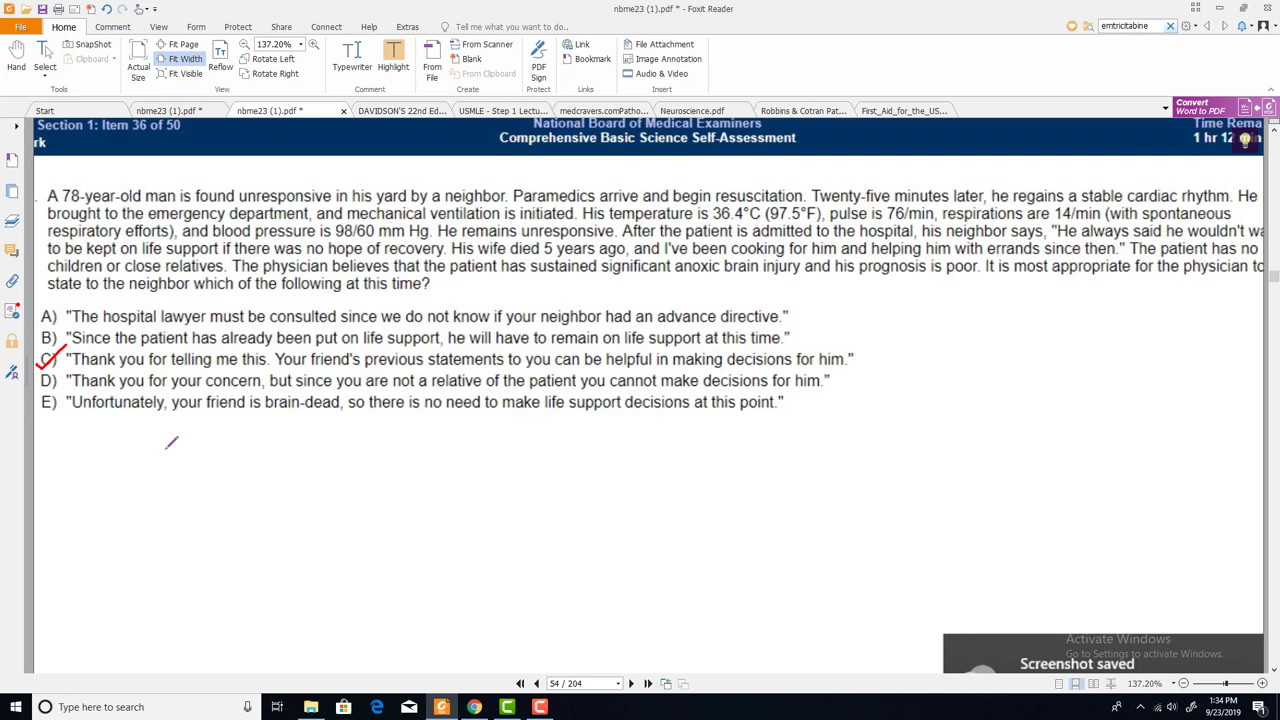 nbme23 (1).pdf * - Foxit Reader
File Home Comment View Form Protect Share Connect Help Extras Tell me what you want to do... emtricitabine
SnapShot Fit Page 137.20% From Scanner Link File Attachment
Clipboard Fit Width Rotate Left Blank Bookmark Image Annotation
Fit Visible Rotate Right From Clipboard Audio & Video
Hand Select Actual Size Reflow Typewriter Highlight From File PDF Sign
Tools View Comment Create Protect Links Insert
Start nbme23 (1).pdf * nbme23 (1).pdf * DAVIDSON'S 22nd Ed... USMLE - Step 1 Lectu... medcravers.comPatho... Neuroscience.pdf Robbins & Cotran Pat... First_Aid_for_the_US...
Convert
Word to PDF
Section 1: Item 36 of 50 National Board of Medical Examiners Time Rema
rk Comprehensive Basic Science Self-Assessment 1 hr 12 min
. A 78-year-old man is found unresponsive in his yard by a neighbor. Paramedics arrive and begin resuscitation. Twenty-five minutes later, he regains a stable cardiac rhythm. He
brought to the emergency department, and mechanical ventilation is initiated. His temperature is 36.4°C (97.5°F), pulse is 76/min, respirations are 14/min (with spontaneous
respiratory efforts), and blood pressure is 98/60 mm Hg. He remains unresponsive. After the patient is admitted to the hospital, his neighbor says, "He always said he wouldn't wa
to be kept on life support if there was no hope of recovery. His wife died 5 years ago, and I've been cooking for him and helping him with errands since then." The patient has no
children or close relatives. The physician believes that the patient has sustained significant anoxic brain injury and his prognosis is poor. It is most appropriate for the physician to
state to the neighbor which of the following at this time?
A) "The hospital lawyer must be consulted since we do not know if your neighbor had an advance directive."
B) "Since the patient has already been put on life support, he will have to remain on life support at this time."
C) "Thank you for telling me this. Your friend's previous statements to you can be helpful in making decisions for him."
D) "Thank you for your concern, but since you are not a relative of the patient you cannot make decisions for him."
E) "Unfortunately, your friend is brain-dead, so there is no need to make life support decisions at this point."
Activate Windows
Go to Settings to activate Windows.
Screenshot saved
54 / 204 137.20%
Type here to search 1:34 PM
9/23/2019